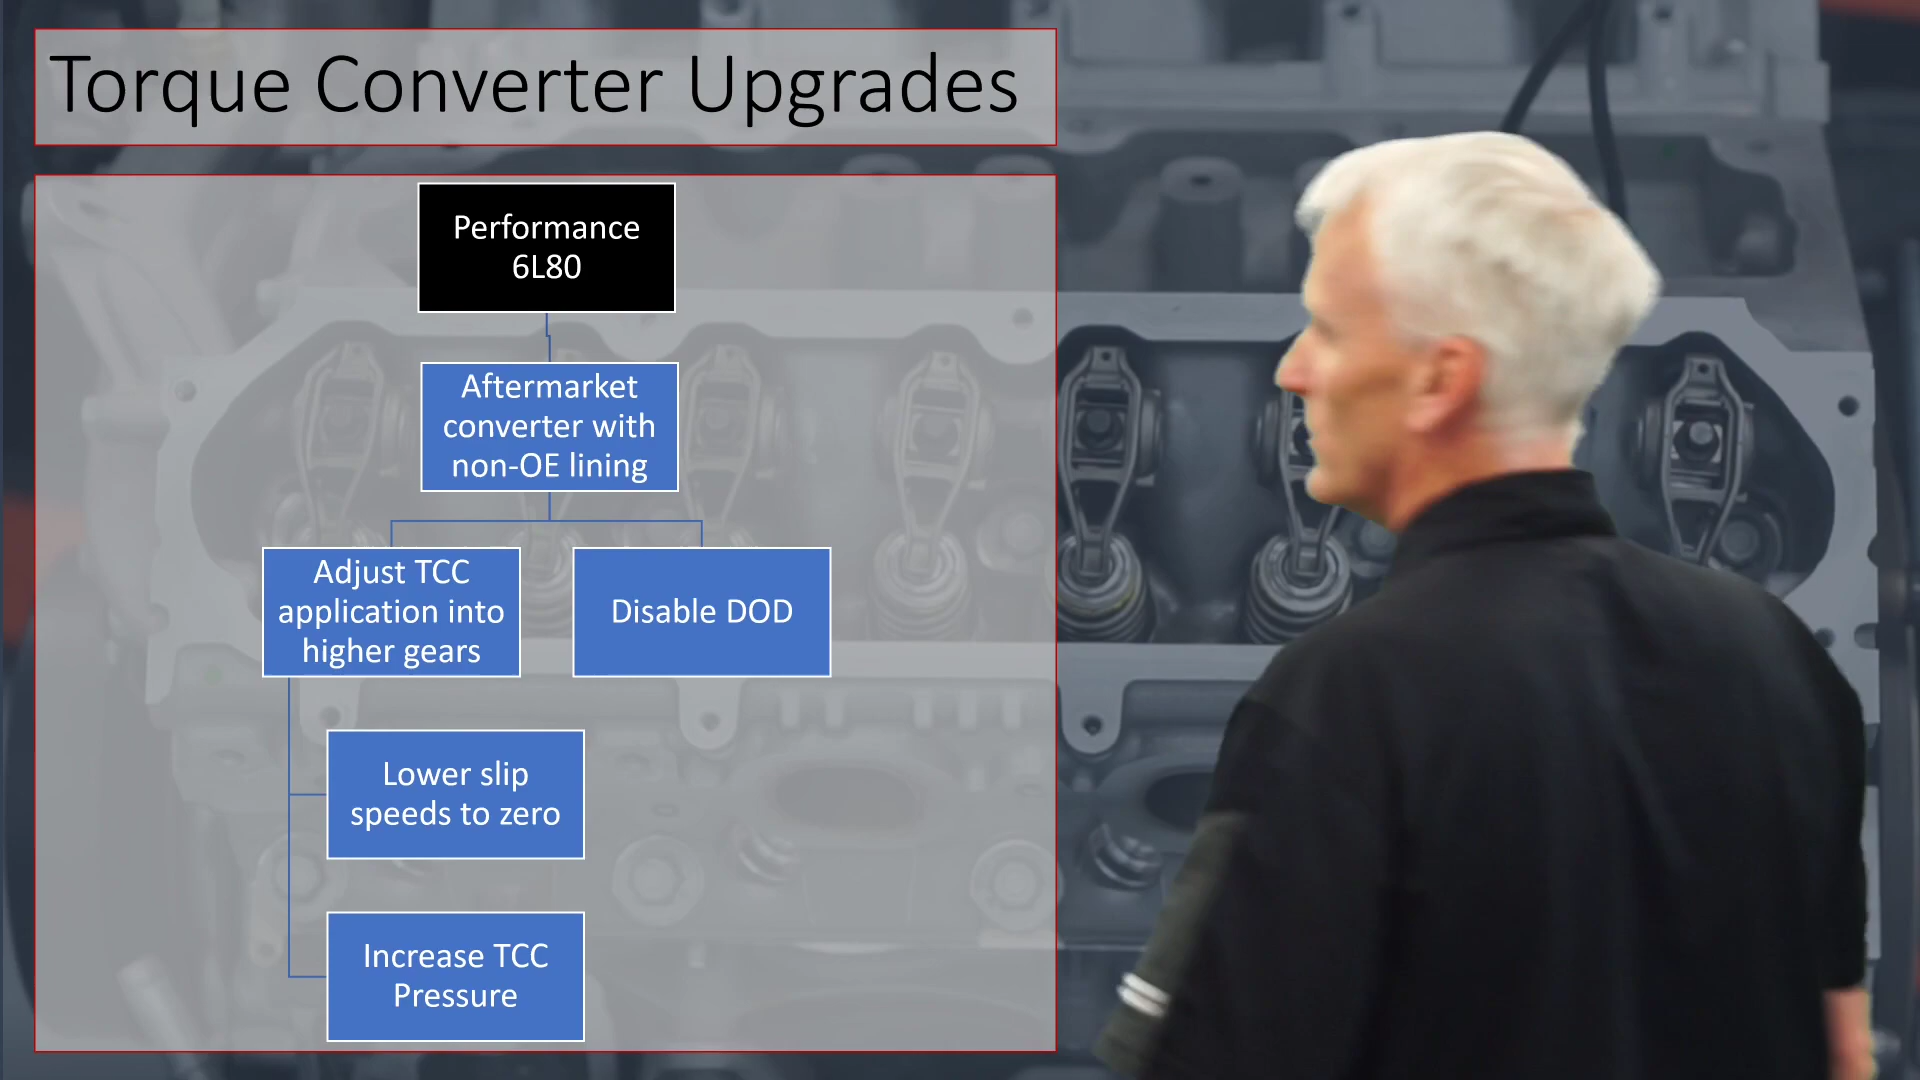 Torque Converter Upgrades
Performance
6L80
Aftermarket
converter with
non-OE lining
Adjust TCC
application into
higher gears
Disable DOD
Lower slip
speeds to zero
Increase TCC
Pressure